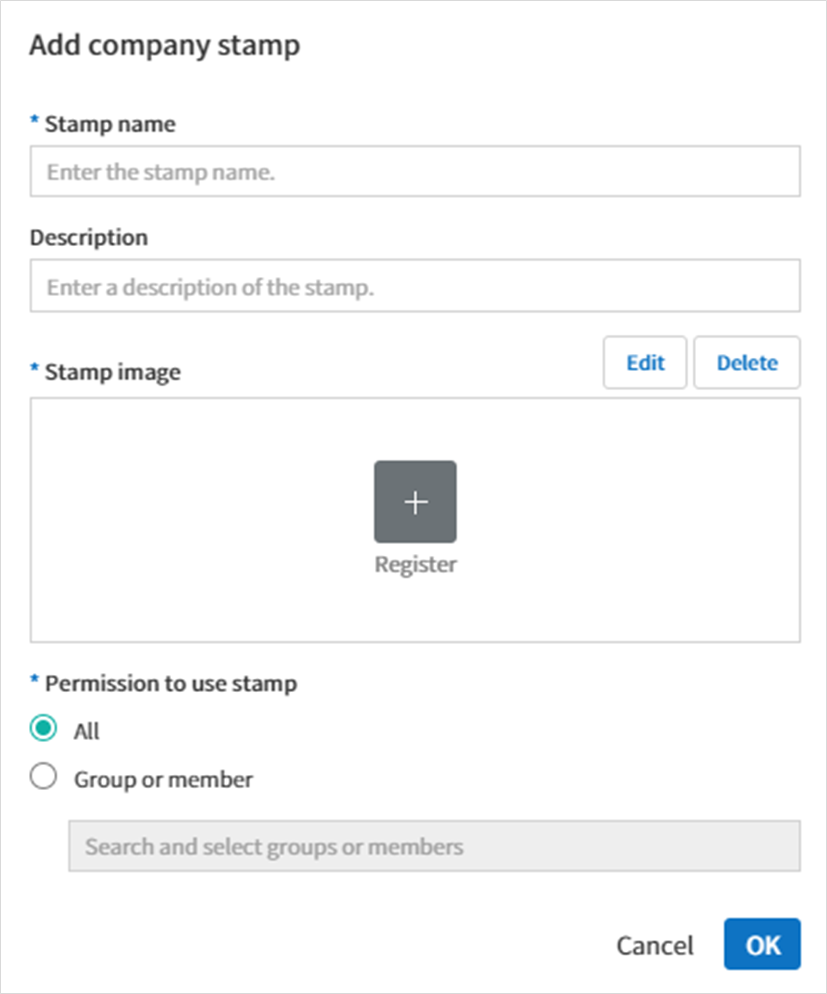 Add company stamp
* Stamp name
Enter the stamp name.
Description
Enter a description of the stamp.
* Stamp image
Edit
Delete
+
Register
* Permission to use stamp
All
Group or member
Search and select groups or members
Cancel
OK